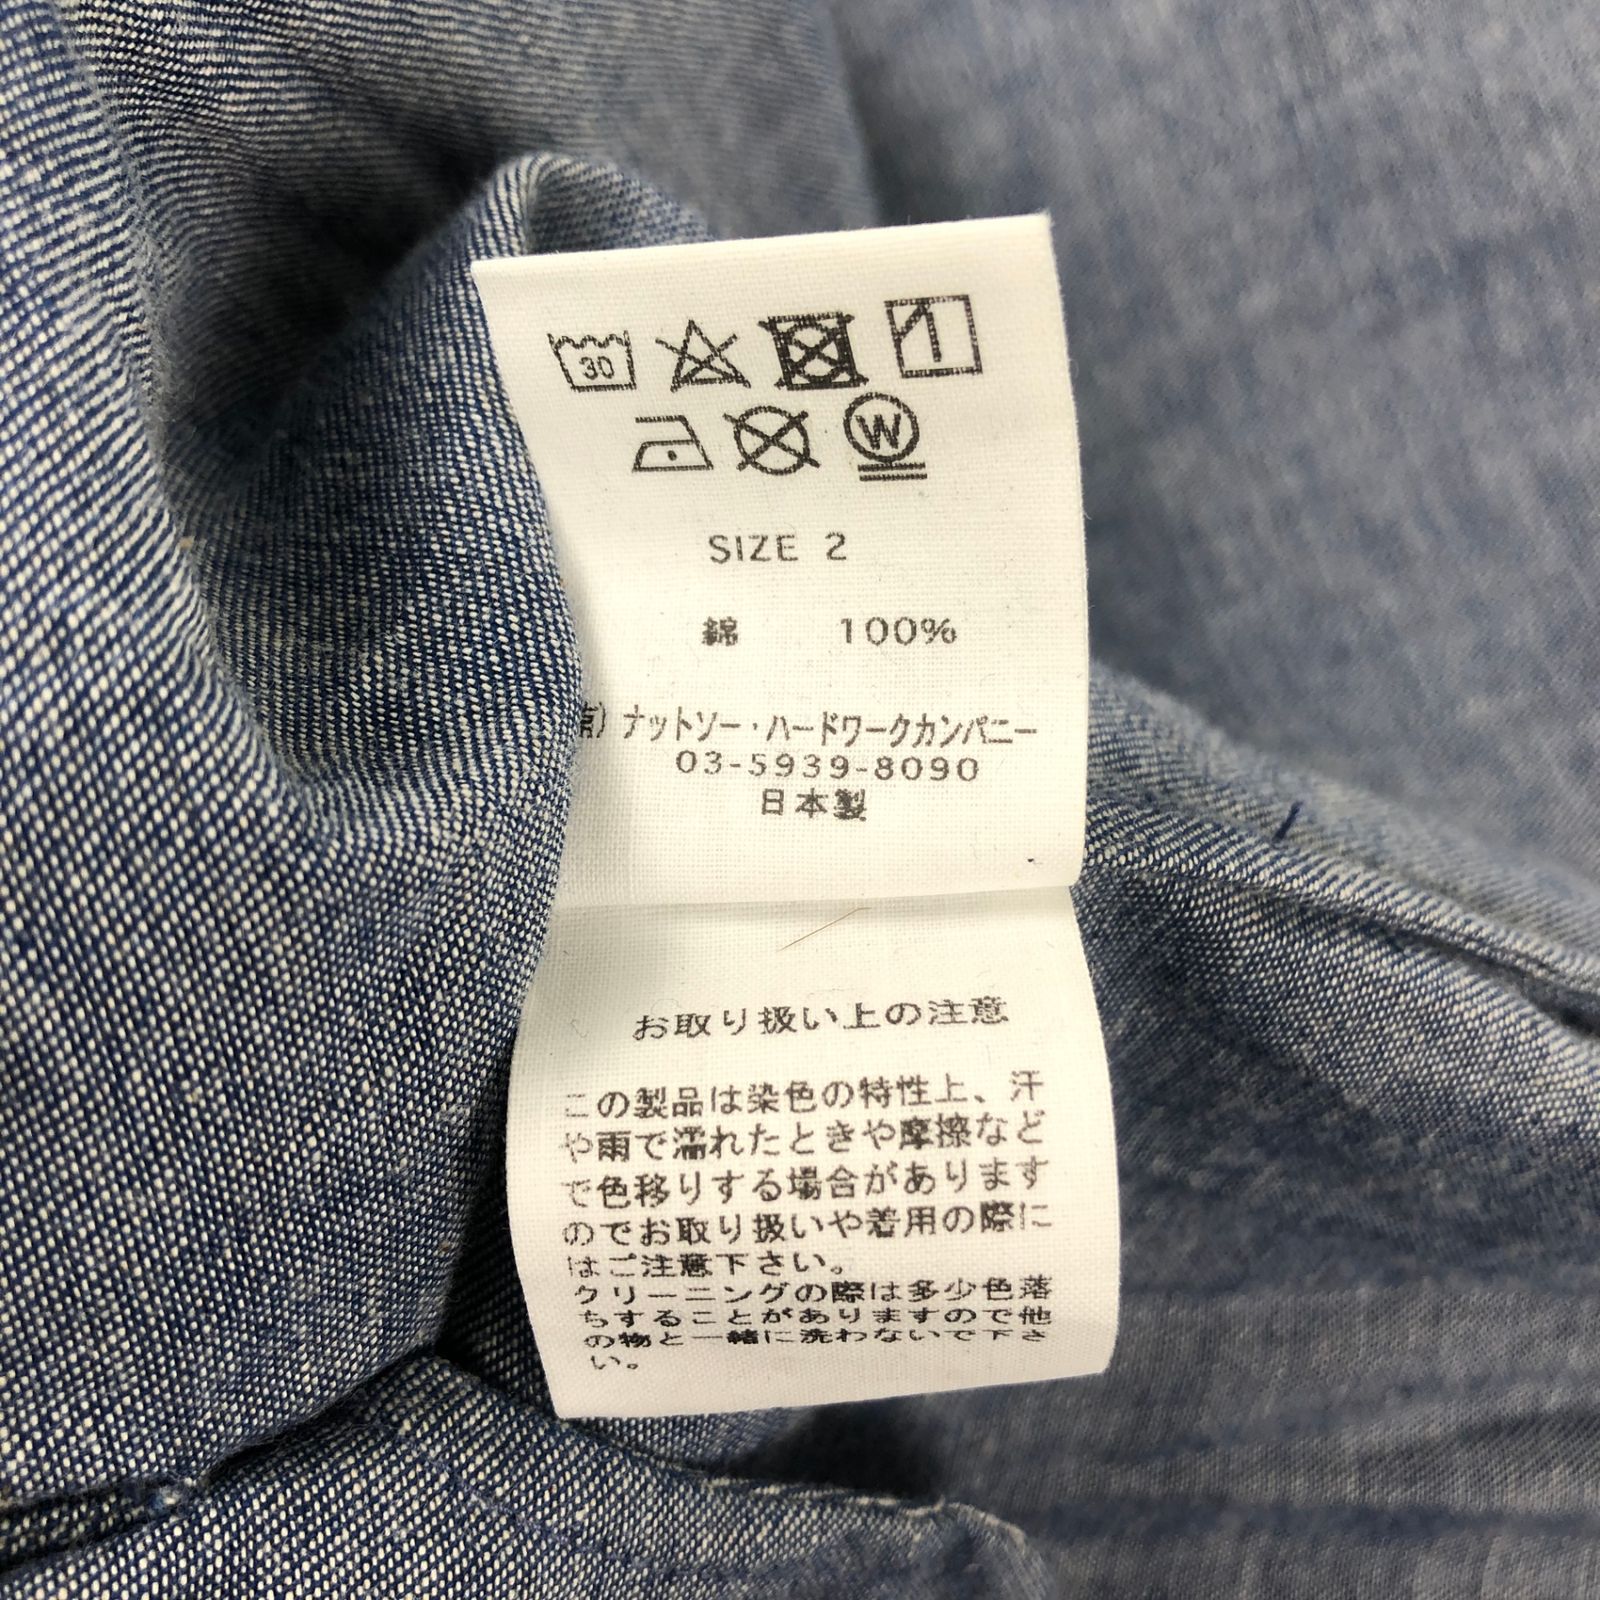 30
W
SIZE 2
綿 100%
ナットソー・ハードワークカンパニー
03-5939-8090
日本製
お取り扱い上の注意
この製品は染色の特性上、汗
や雨で濡れたときや摩擦など
で色移りする場合があります
のでお取り扱いや着用の際に
はご注意下さい。
クリーニングの際は多少色落
ちすることがありますので他
の物と一緒に洗わないで下さ
い。